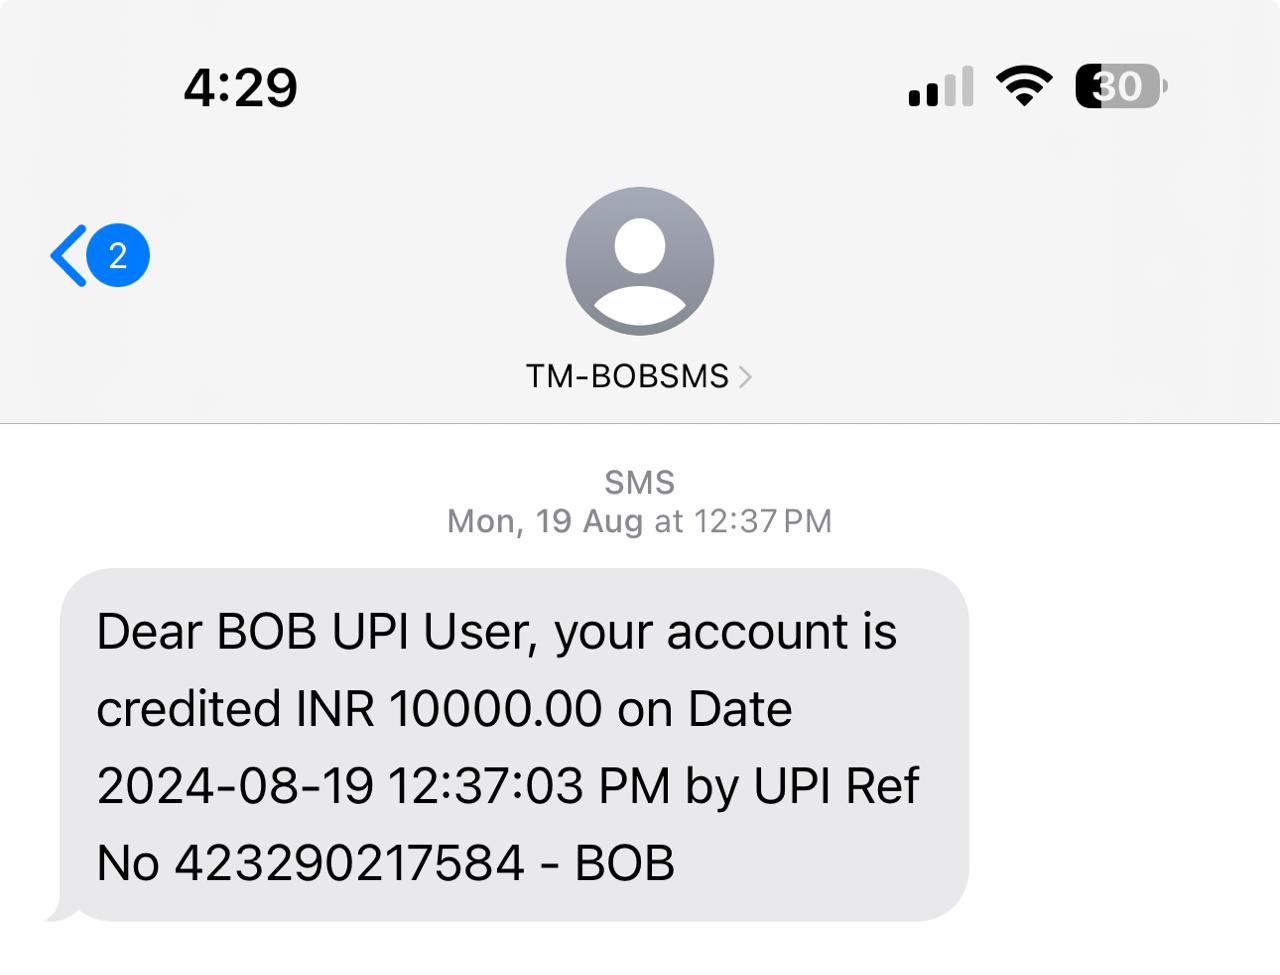 4:29
30
2
TM-BOBSMS
SMS
Mon, 19 Aug at 12:37 PM
Dear BOB UPI User, your account is
credited INR 10000.00 on Date
2024-08-19 12:37:03 PM by UPI Ref
No 423290217584 - BOB